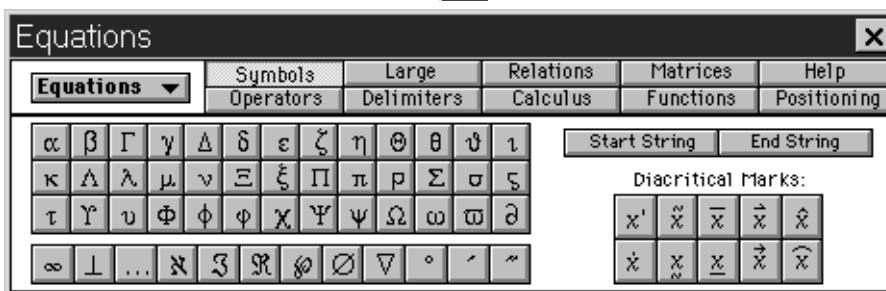 Equations
Equations Symbols Large Relations Matrices Help
Operators Delimiters Calculus Functions Positioning
α β Γ γ Δ δ ε ζ η Θ θ ϑ ι
Start String End String
κ Λ λ μ ν Ξ ξ Π π ρ Σ σ ς
Diacritical Marks:
τ ϒ υ Φ ϕ φ χ Ψ ψ Ω ω ϖ ∂
x' x̃̃ x̅ x⃑ x̂
∞ ⊥ ... ℵ ℑ ℜ ℘ ∅ ∇ ° ′ ″
ẋ x̰̰ x̲ x⃗ x̑